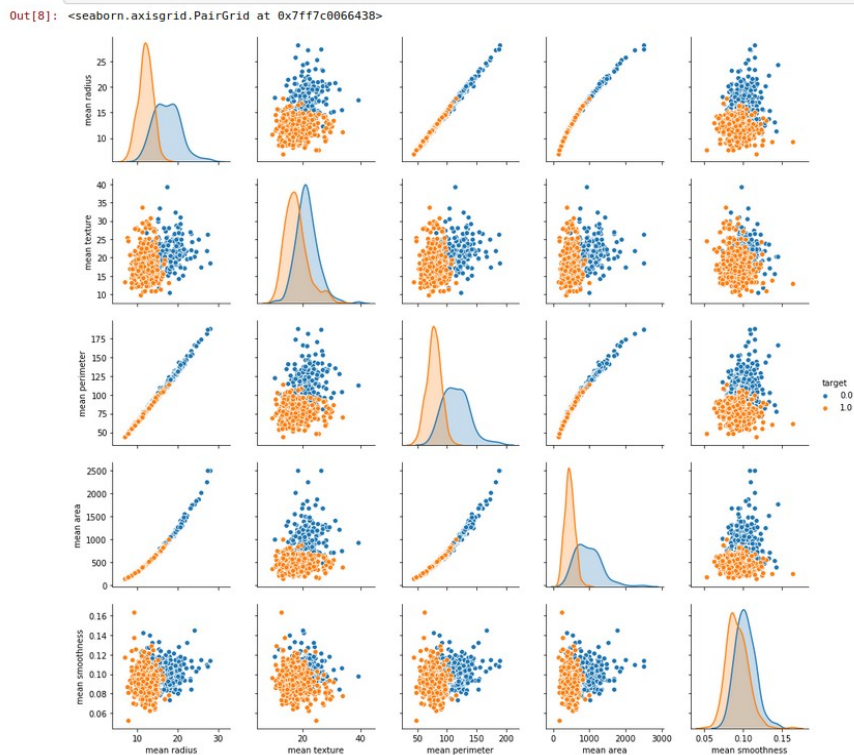 Out[8]: <seaborn.axisgrid.PairGrid at 0x7ff7c0066438>
mean radius
25
20
15
10
mean texture
40
35
30
25
20
15
10
mean perimeter
175
150
125
100
75
50
target
0.0
1.0
mean area
2500
2000
1500
1000
500
0
mean smoothness
0.16
0.14
0.12
0.10
0.08
0.06
10 20 30
20 40
50 100 150 200
0 1000 2000 3000
0.05 0.10 0.15
mean radius mean texture mean perimeter mean area mean smoothness